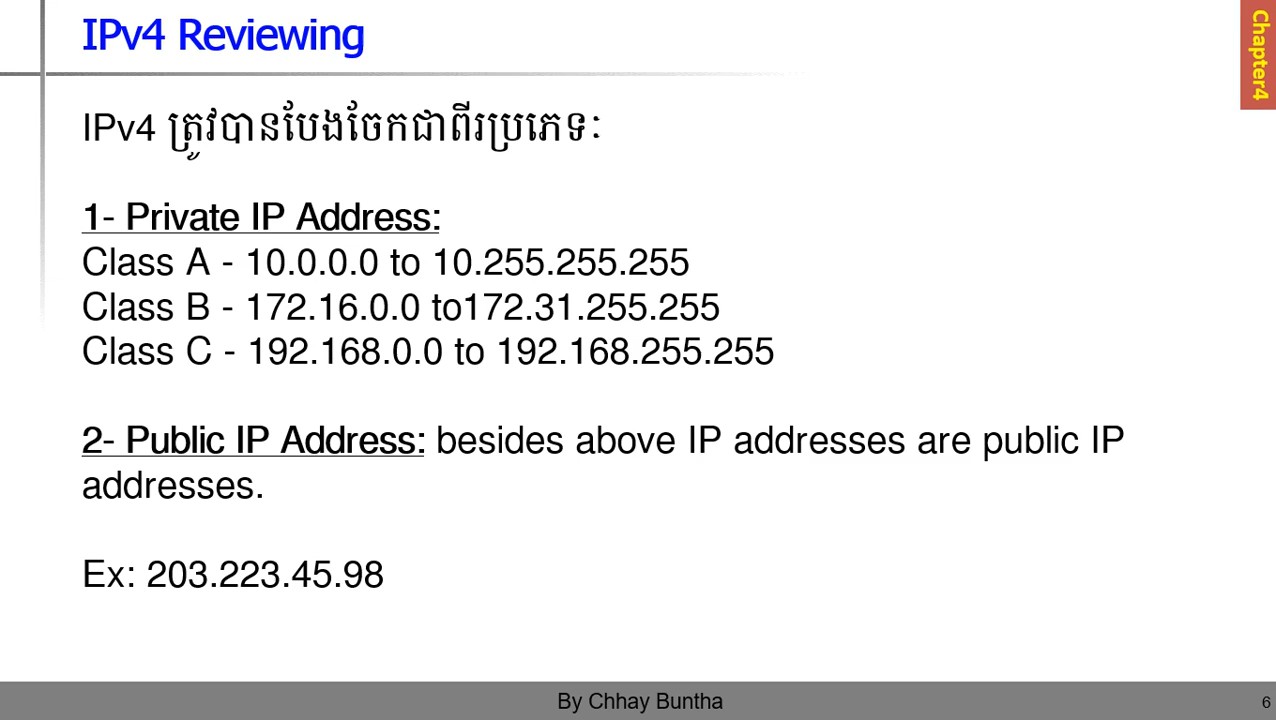 IPv4 Reviewing
Chapter4
IPv4 ត្រូវបានបែងចែកជាពីរប្រភេទៈ
1- Private IP Address:
Class A - 10.0.0.0 to 10.255.255.255
Class B - 172.16.0.0 to172.31.255.255
Class C - 192.168.0.0 to 192.168.255.255
2- Public IP Address: besides above IP addresses are public IP
addresses.
Ex: 203.223.45.98
By Chhay Buntha
6